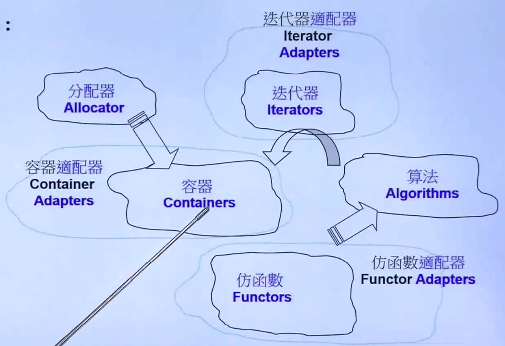 :
迭代器適配器
Iterator
Adapters
分配器
Allocator
迭代器
Iterators
容器適配器
Container
Adapters
容器
Containers
算法
Algorithms
仿函數
Functors
仿函數適配器
Functor Adapters